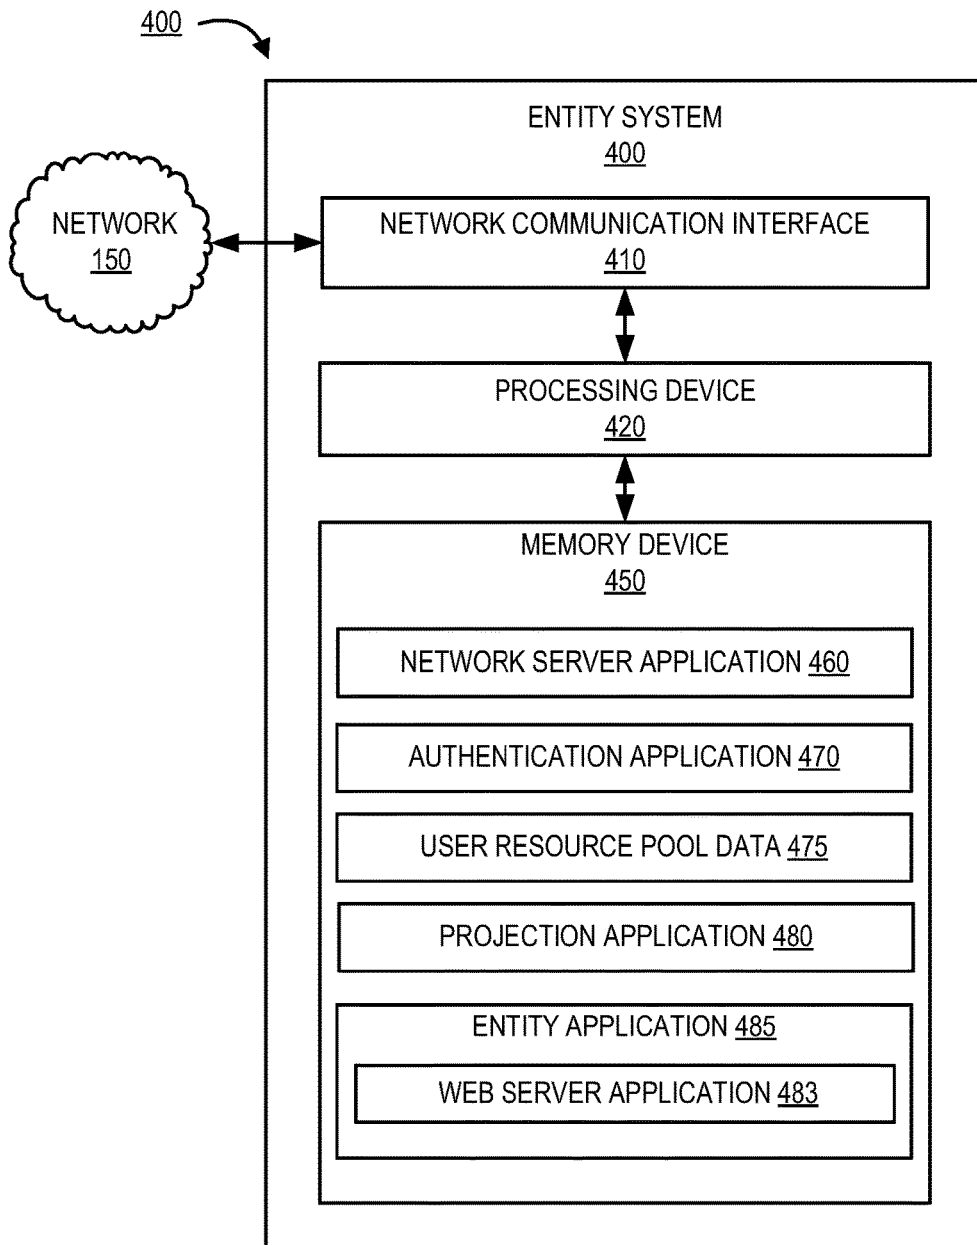 400
ENTITY SYSTEM
400
NETWORK
150
NETWORK COMMUNICATION INTERFACE
410
PROCESSING DEVICE
420
MEMORY DEVICE
450
NETWORK SERVER APPLICATION 460
AUTHENTICATION APPLICATION 470
USER RESOURCE POOL DATA 475
PROJECTION APPLICATION 480
ENTITY APPLICATION 485
WEB SERVER APPLICATION 483